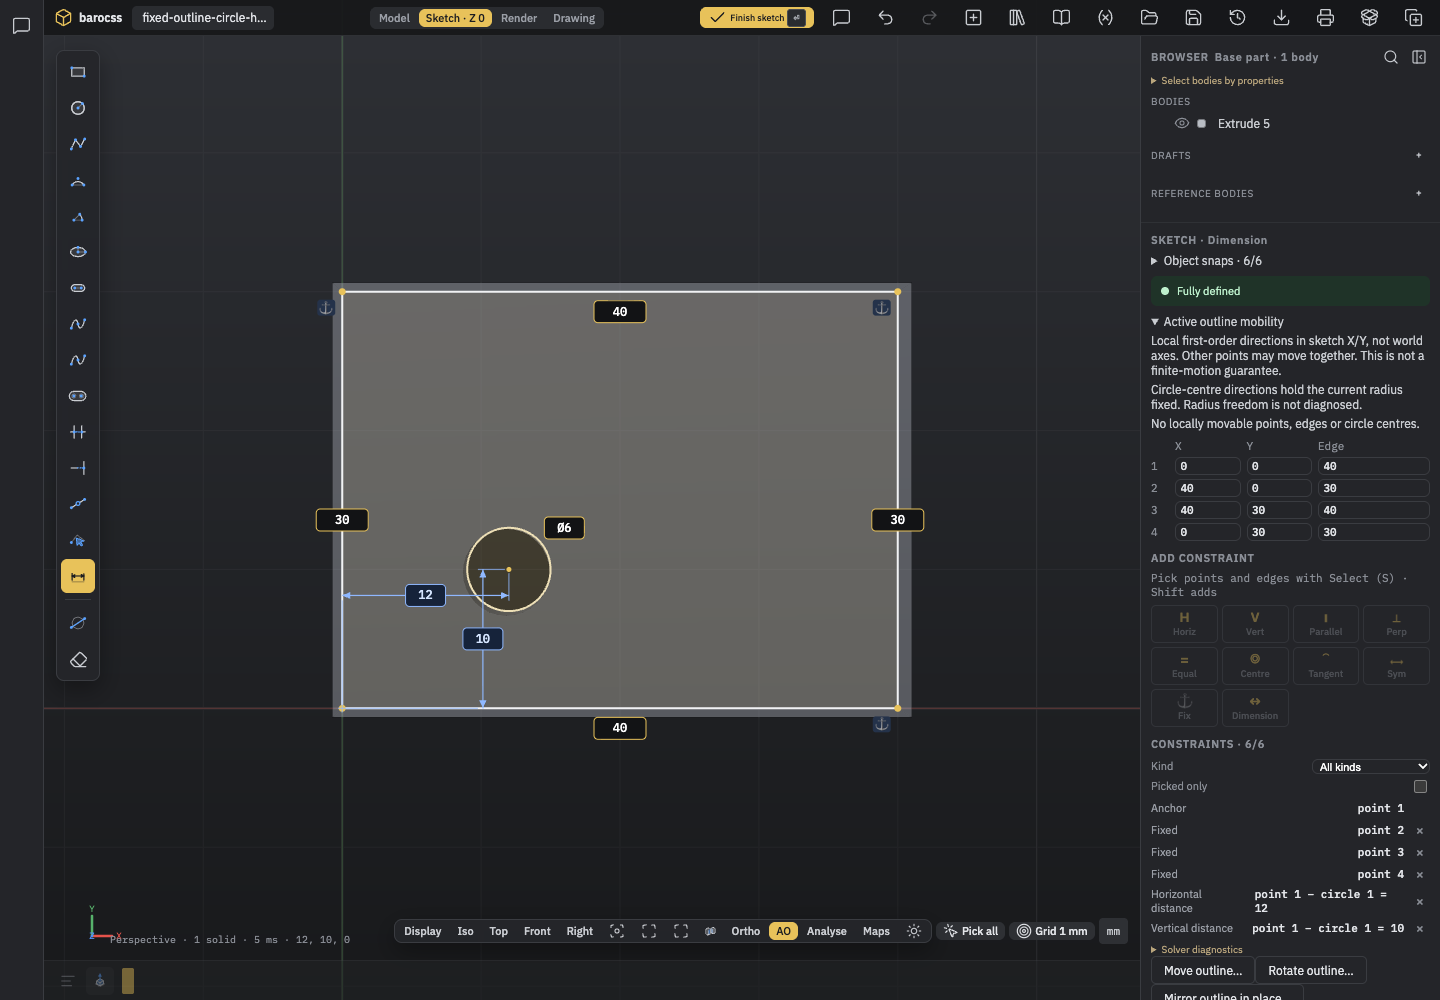 barocss
fixed-outline-circle-h...
Model
Sketch · Z 0
Render
Drawing
Finish sketch
BROWSER Base part · 1 body
Select bodies by properties
BODIES
Extrude 5
DRAFTS
+
REFERENCE BODIES
+
SKETCH · Dimension
Object snaps · 6/6
Fully defined
Active outline mobility
Local first-order directions in sketch X/Y, not world
axes. Other points may move together. This is not a
finite-motion guarantee.
Circle-centre directions hold the current radius
fixed. Radius freedom is not diagnosed.
No locally movable points, edges or circle centres.
X Y Edge
1 0 0 40
2 40 0 30
3 40 30 40
4 0 30 30
ADD CONSTRAINT
Pick points and edges with Select (S) ·
Shift adds
H V ∥ ⊥
Horiz Vert Parallel Perp
Equal Centre Tangent Sym
Fix Dimension
CONSTRAINTS · 6/6
Kind All kinds
Picked only
Anchor point 1
Fixed point 2 ×
Fixed point 3 ×
Fixed point 4 ×
Horizontal distance point 1 – circle 1 = 12 ×
Vertical distance point 1 – circle 1 = 10 ×
Solver diagnostics
Move outline...
Rotate outline...
Mirror outline in place
40
30
Ø6
30
12
10
40
Y
X
Z
Perspective · 1 solid · 5 ms · 12, 10, 0
Display
Iso
Top
Front
Right
Ortho
AO
Analyse
Maps
Pick all
Grid 1 mm
mm